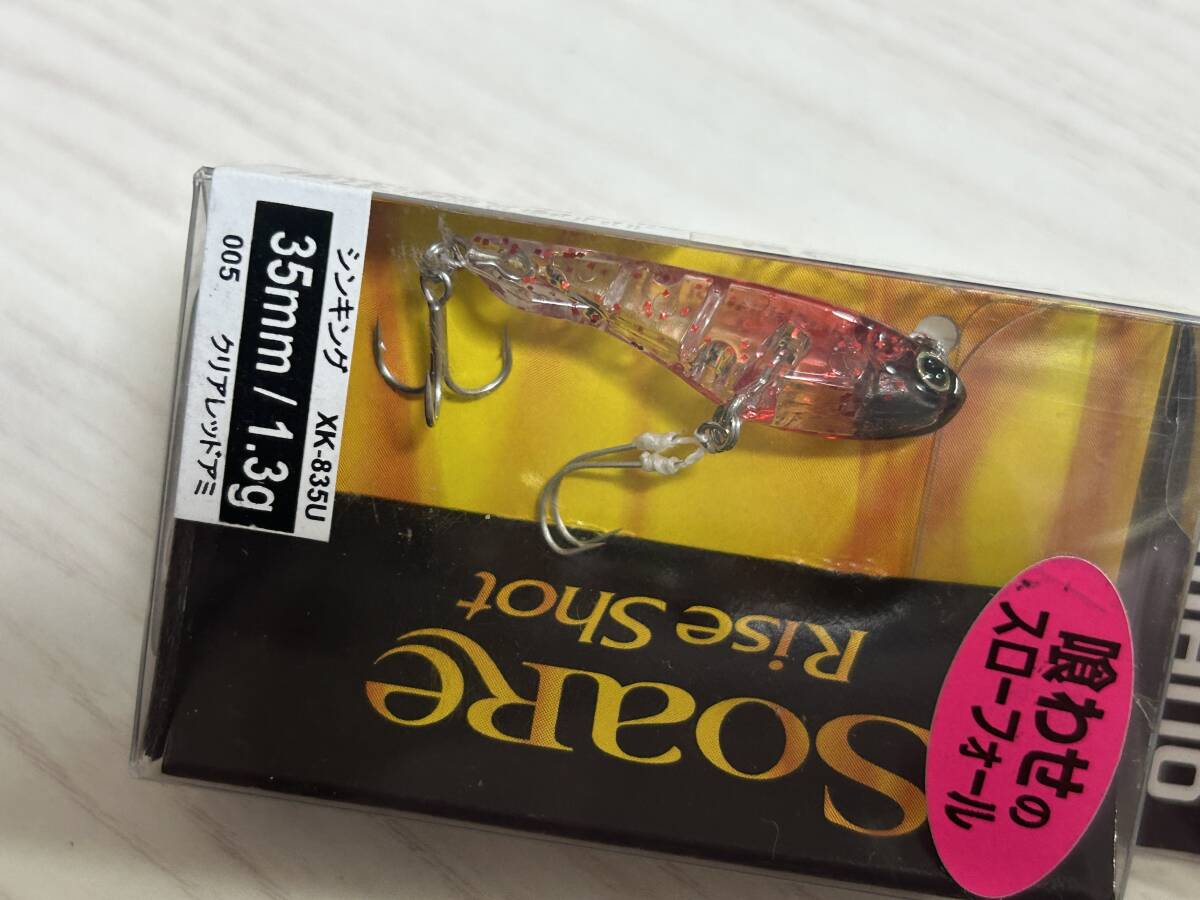 シンキング XK-835U
35mm / 1.3g
005 クリアレッドアミ
SOARE
Rise Shot
喰わせの
スローフォール